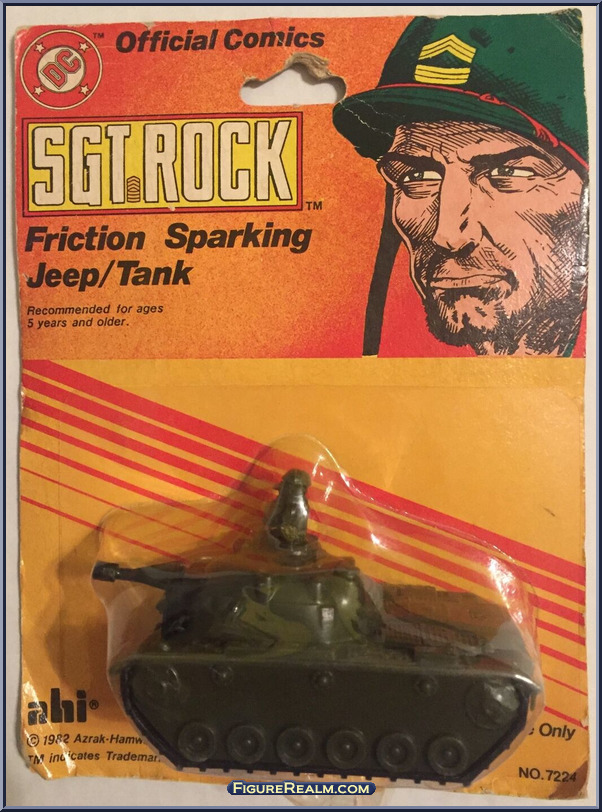 DC ™ Official Comics
SGT. ROCK ™
Friction Sparking
Jeep/Tank
Recommended for ages
5 years and older.
ahi®
© 1982 Azrak-Hamw
Only
TM indicates Tradema
NO. 7224
FIGUREREALM.COM